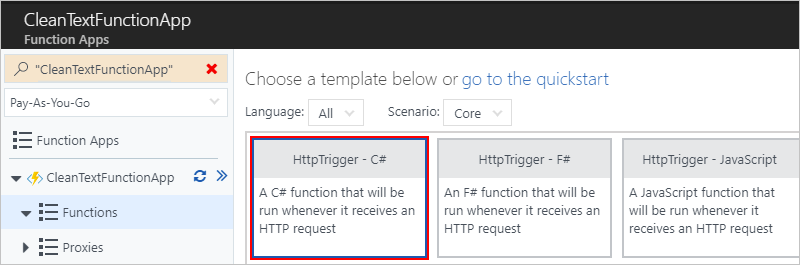 CleanTextFunctionApp
Function Apps
"CleanTextFunctionApp"
Pay-As-You-Go
Function Apps
CleanTextFunctionApp
Functions
Proxies
Choose a template below or go to the quickstart
Language: All Scenario: Core
HttpTrigger - C#
A C# function that will be
run whenever it receives an
HTTP request
HttpTrigger - F#
An F# function that will be
run whenever it receives an
HTTP request
HttpTrigger - JavaScript
A JavaScript function that
will be run whenever it
receives an HTTP request